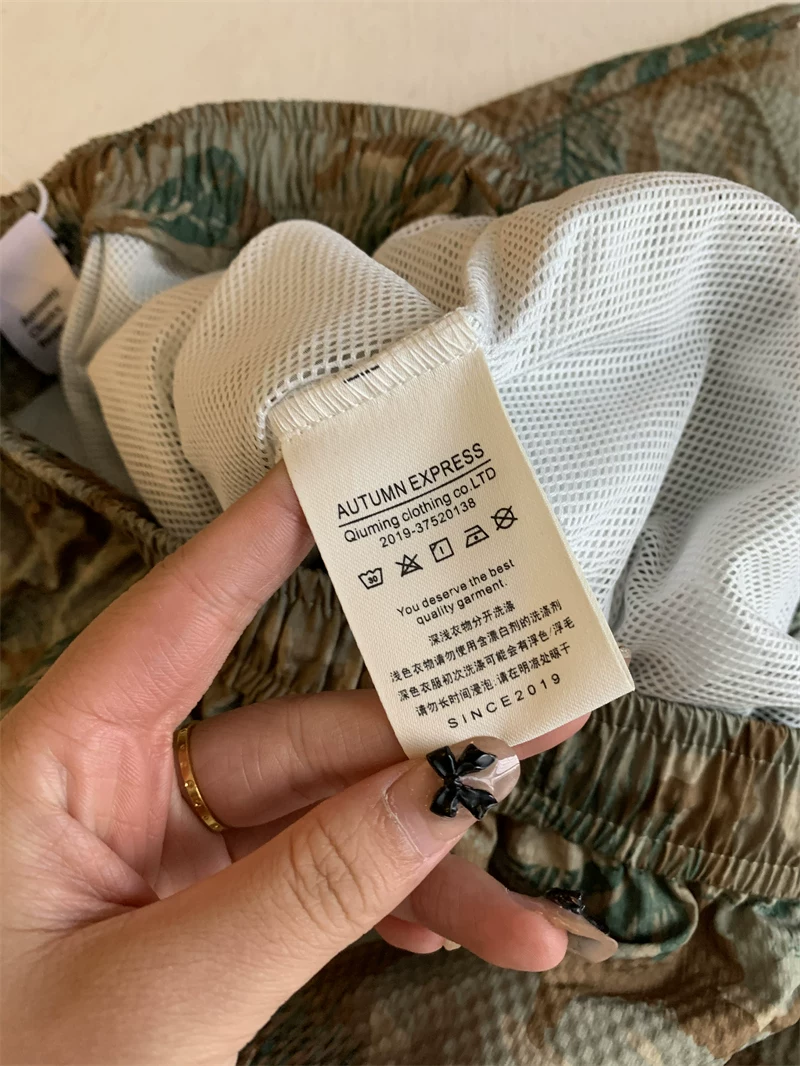 AUTUMN EXPRESS
Qiuming clothing co.LTD
2019-37520138
90
You deserve the best
quality garment.
深浅衣物分开洗涤
浅色衣物请勿使用含漂白剂的洗涤剂
深色衣服初次洗涤可能会有浮色/浮毛
请勿长时间浸泡.请在明凉处晾干
SINCE2019